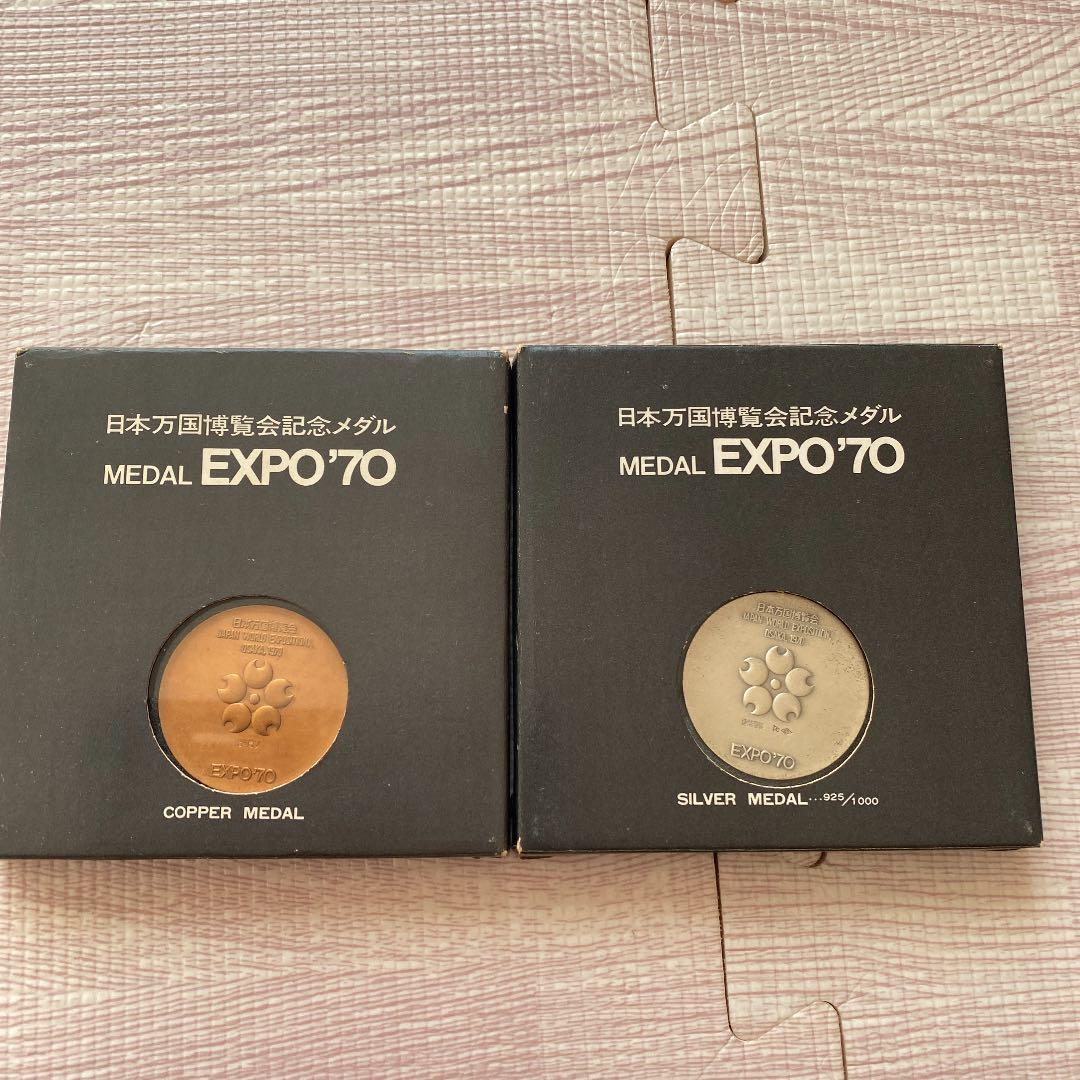 日本万国博覧会記念メダル
MEDAL EXPO'70
日本万国博覧会
JAPAN WORLD EXPOSITION,
OSAKA, 1970
EXPO'70
COPPER MEDAL
日本万国博覧会記念メダル
MEDAL EXPO'70
日本万国博覧会
JAPAN WORLD EXPOSITION,
OSAKA, 1970
EXPO'70
SILVER MEDAL...925/1000